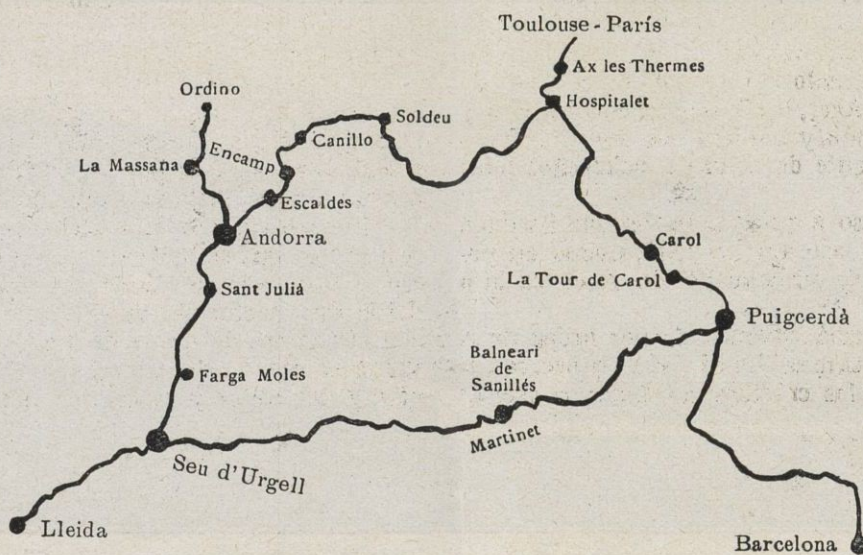 Toulouse - París
Ax les Thermes
Hospitalet
Ordino
Soldeu
Canillo
Encamp
La Massana
Escaldes
Andorra
Carol
La Tour de Carol
Sant Julià
Puigcerdà
Balneari
de
Sanillés
Farga Moles
Martinet
Seu d'Urgell
Lleida
Barcelona